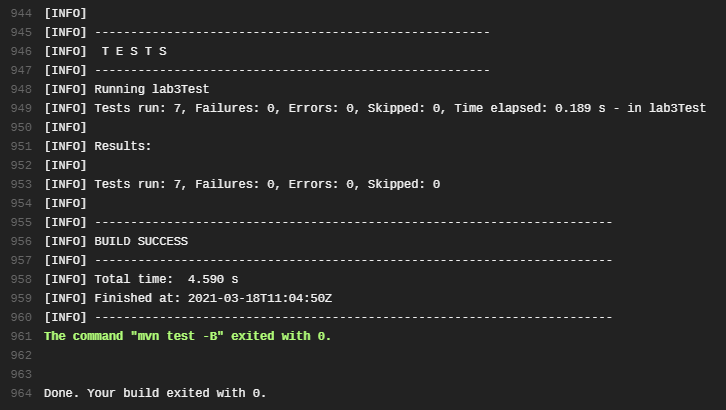 944 [INFO]
945 [INFO] -------------------------------------------------------
946 [INFO]  T E S T S
947 [INFO] -------------------------------------------------------
948 [INFO] Running lab3Test
949 [INFO] Tests run: 7, Failures: 0, Errors: 0, Skipped: 0, Time elapsed: 0.189 s - in lab3Test
950 [INFO]
951 [INFO] Results:
952 [INFO]
953 [INFO] Tests run: 7, Failures: 0, Errors: 0, Skipped: 0
954 [INFO]
955 [INFO] ------------------------------------------------------------------------
956 [INFO] BUILD SUCCESS
957 [INFO] ------------------------------------------------------------------------
958 [INFO] Total time:  4.590 s
959 [INFO] Finished at: 2021-03-18T11:04:50Z
960 [INFO] ------------------------------------------------------------------------
961 The command "mvn test -B" exited with 0.
962
963
964 Done. Your build exited with 0.